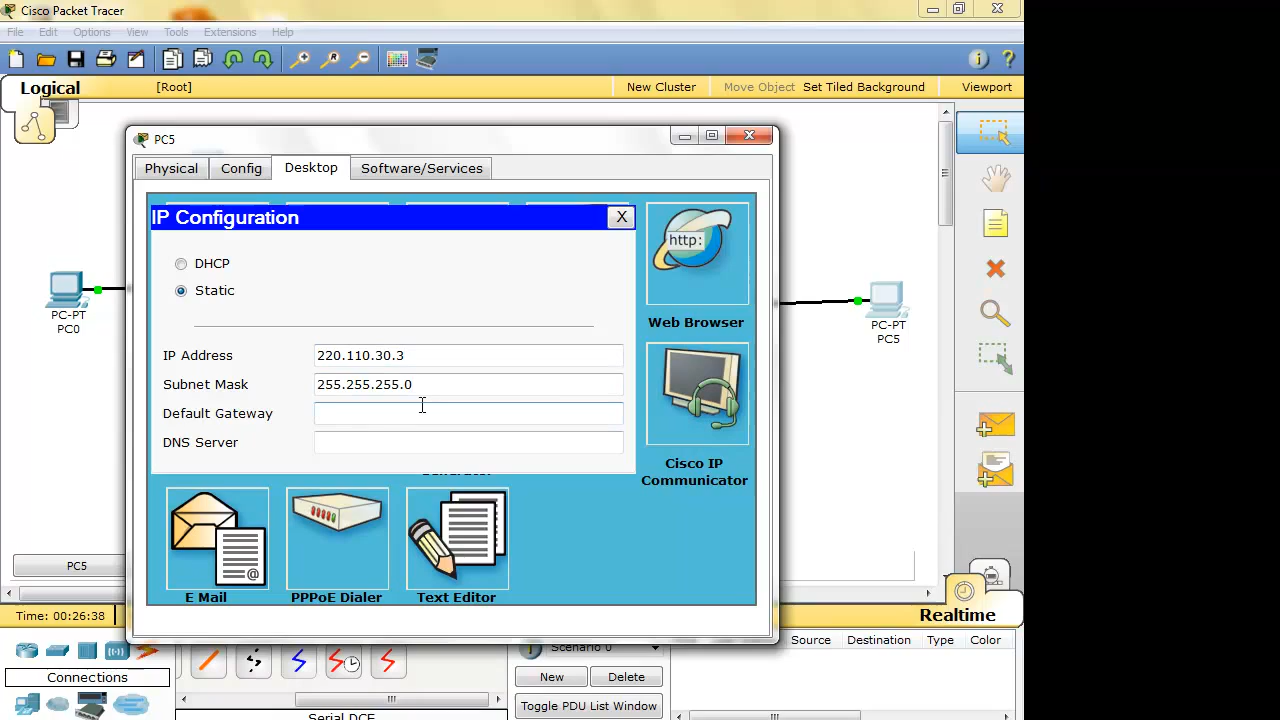 Cisco Packet Tracer
File Edit Options View Tools Extensions Help
Logical [Root] New Cluster Move Object Set Tiled Background Viewport
PC5
Physical Config Desktop Software/Services
IP Configuration X
http:
DHCP
Static
Web Browser
IP Address 220.110.30.3
Subnet Mask 255.255.255.0
Default Gateway
DNS Server
PC-PT
PC0
PC-PT
PC5
Cisco IP
Communicator
E Mail PPPoE Dialer Text Editor
PC5
Time: 00:26:38 Realtime
Scenario 0 Source Destination Type Color
Connections New Delete
Toggle PDU List Window
Serial DCE